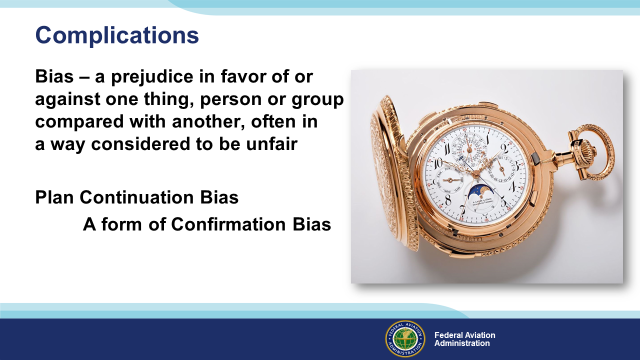 Complications
Bias – a prejudice in favor of or
against one thing, person or group
compared with another, often in
a way considered to be unfair
Plan Continuation Bias
A form of Confirmation Bias
Federal Aviation
Administration